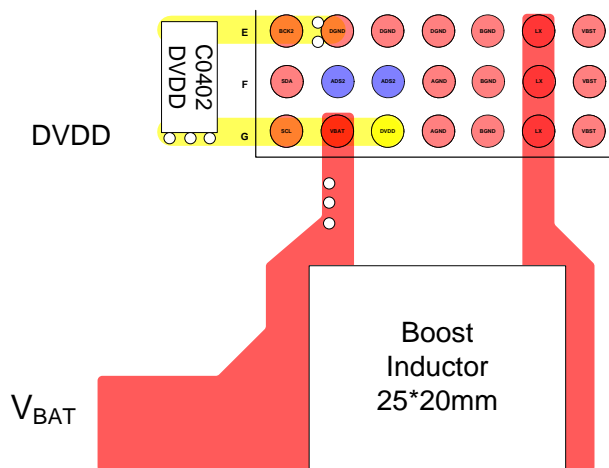 E BCK2 DGND DGND DGND BGND LX VBST
C0402
DVDD
F SDA ADS2 ADS2 AGND BGND LX VBST
DVDD
G SCL VBAT DVDD AGND BGND LX VBST
Boost
Inductor
25*20mm
VBAT